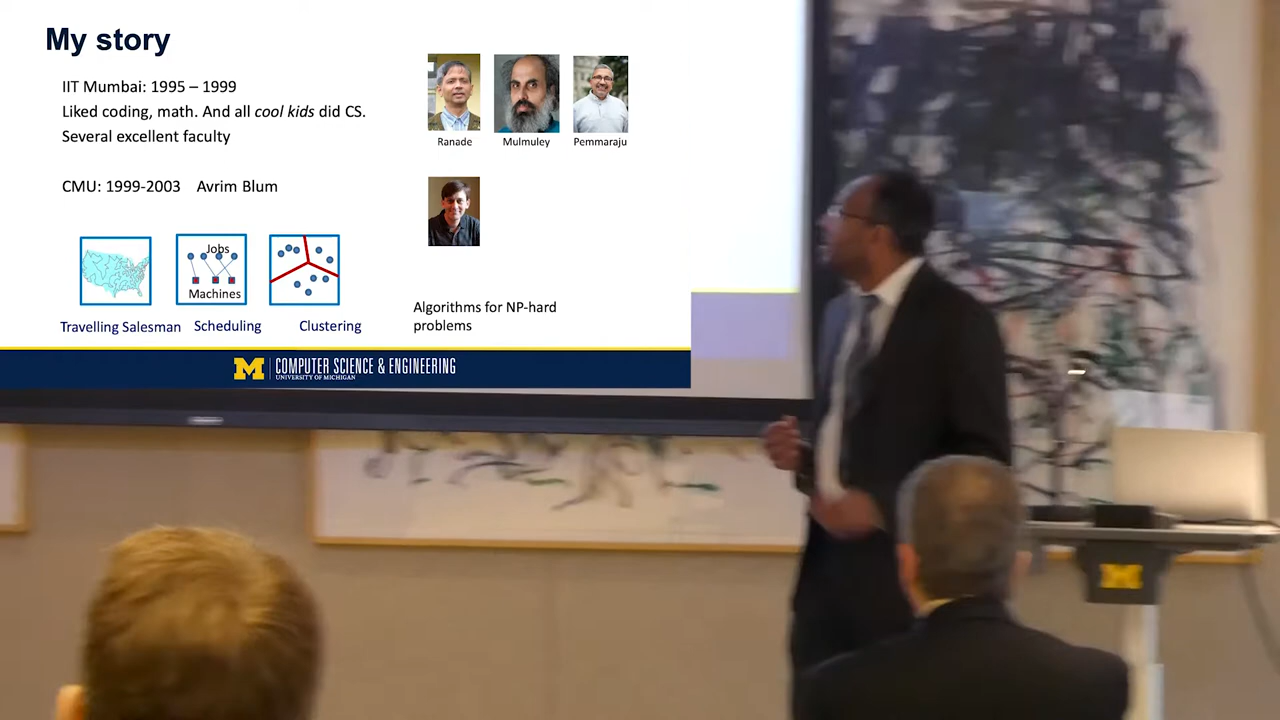 My story
IIT Mumbai: 1995 – 1999
Liked coding, math. And all cool kids did CS.
Several excellent faculty
Ranade
Mulmuley
Pemmaraju
CMU: 1999-2003 Avrim Blum
Jobs
Machines
Travelling Salesman
Scheduling
Clustering
Algorithms for NP-hard
problems
M
COMPUTER SCIENCE & ENGINEERING
UNIVERSITY OF MICHIGAN
M